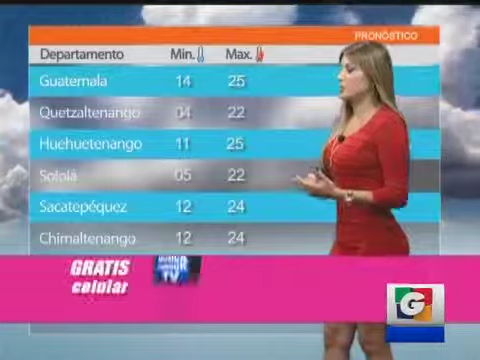 PRONÓSTICO
Departamento Min. Max.
Guatemala 14 25
Quetzaltenango 04 22
Huehuetenango 11 25
Sololá 05 22
Sacatepéquez 12 24
Chimaltenango 12 24
GRATIS
celular
TV
G